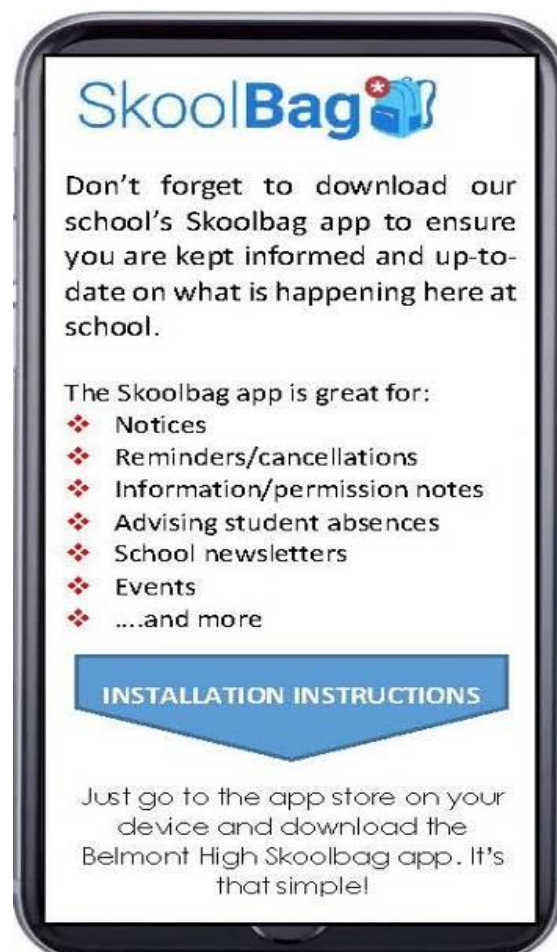 SkoolBag
Don't forget to download our
school's Skoolbag app to ensure
you are kept informed and up-to-
date on what is happening here at
school.
The Skoolbag app is great for:
❖ Notices
❖ Reminders/cancellations
❖ Information/permission notes
❖ Advising student absences
❖ School newsletters
❖ Events
❖ ....and more
INSTALLATION INSTRUCTIONS
Just go to the app store on your
device and download the
Belmont High Skoolbag app. It's
that simple!